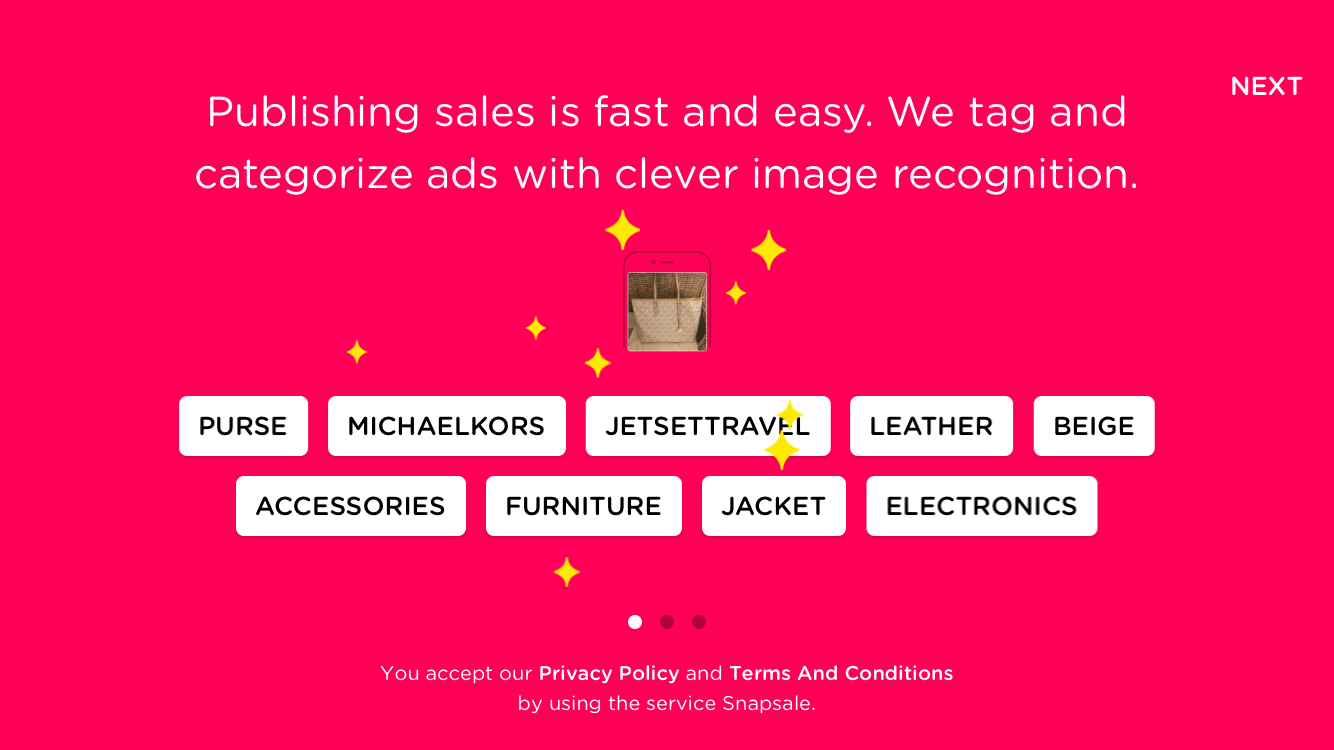 NEXT
Publishing sales is fast and easy. We tag and
categorize ads with clever image recognition.
PURSE MICHAELKORS JETSETTRAVEL LEATHER BEIGE
ACCESSORIES FURNITURE JACKET ELECTRONICS
You accept our Privacy Policy and Terms And Conditions
by using the service Snapsale.